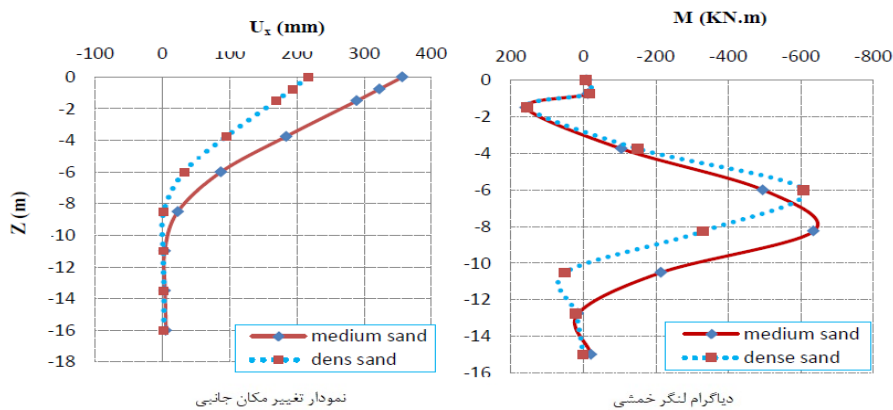 Uₓ (mm)
-100 0 100 200 300 400
0
-2
-4
-6
-8
-10
-12
-14
-16
-18
Z (m)
medium sand
dens sand
نمودار تغییر مکان جانبی
M (KN.m)
200 0 -200 -400 -600 -800
0
-2
-4
-6
-8
-10
-12
-14
-16
medium sand
dense sand
دیاگرام لنگر خمشی